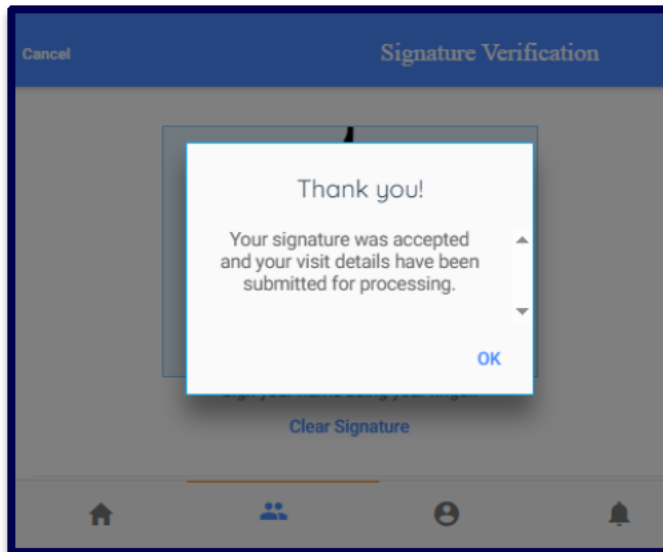 Cancel
Signature Verification
Thank you!
Your signature was accepted
and your visit details have been
submitted for processing.
OK
Clear Signature